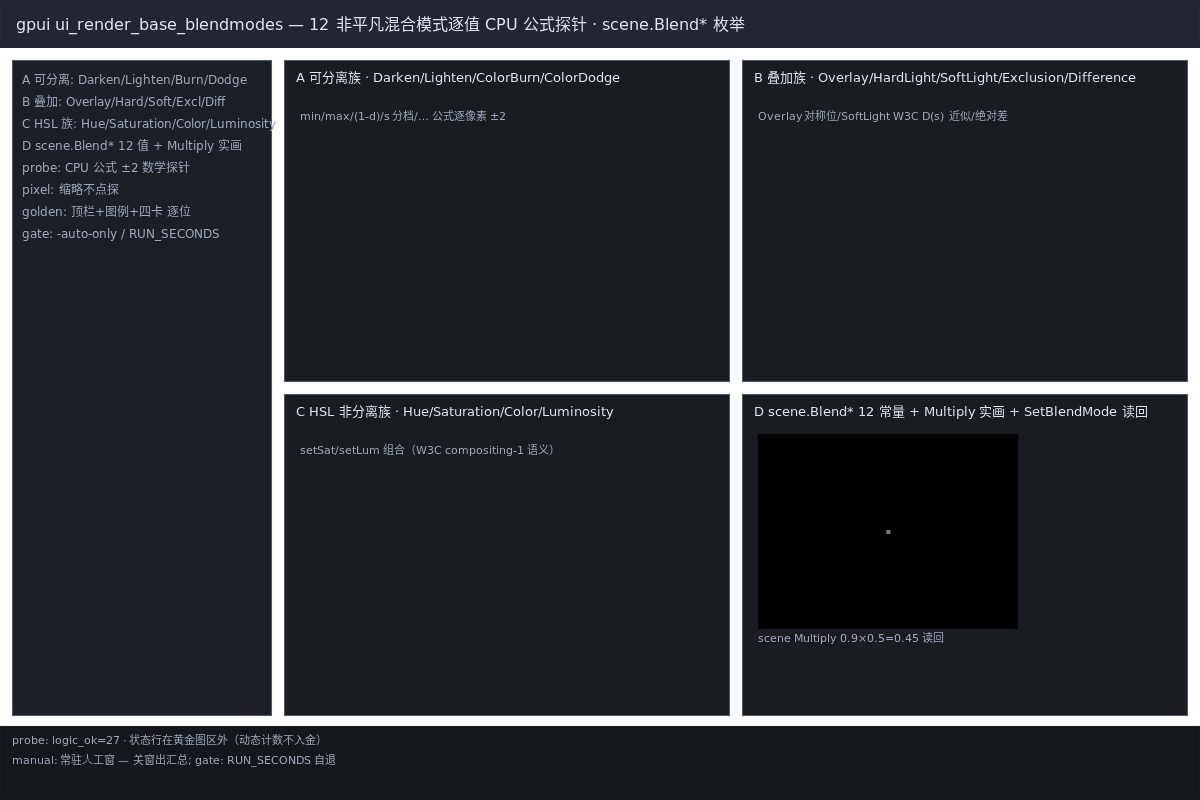 gpui ui_render_base_blendmodes — 12 非平凡混合模式逐值 CPU 公式探针 · scene.Blend* 枚举
A 可分离: Darken/Lighten/Burn/Dodge
B 叠加: Overlay/Hard/Soft/Excl/Diff
C HSL 族: Hue/Saturation/Color/Luminosity
D scene.Blend* 12 值 + Multiply 实画
probe: CPU 公式 ±2 数学探针
pixel: 缩略不点探
golden: 顶栏+图例+四卡 逐位
gate: -auto-only / RUN_SECONDS
A 可分离族 · Darken/Lighten/ColorBurn/ColorDodge
min/max/(1-d)/s 分档/… 公式逐像素 ±2
B 叠加族 · Overlay/HardLight/SoftLight/Exclusion/Difference
Overlay 对称位/SoftLight W3C D(s) 近似/绝对差
C HSL 非分离族 · Hue/Saturation/Color/Luminosity
setSat/setLum 组合（W3C compositing-1 语义）
D scene.Blend* 12 常量 + Multiply 实画 + SetBlendMode 读回
scene Multiply 0.9×0.5=0.45 读回
probe: logic_ok=27 · 状态行在黄金图区外（动态计数不入金）
manual: 常驻人工窗 — 关窗出汇总; gate: RUN_SECONDS 自退